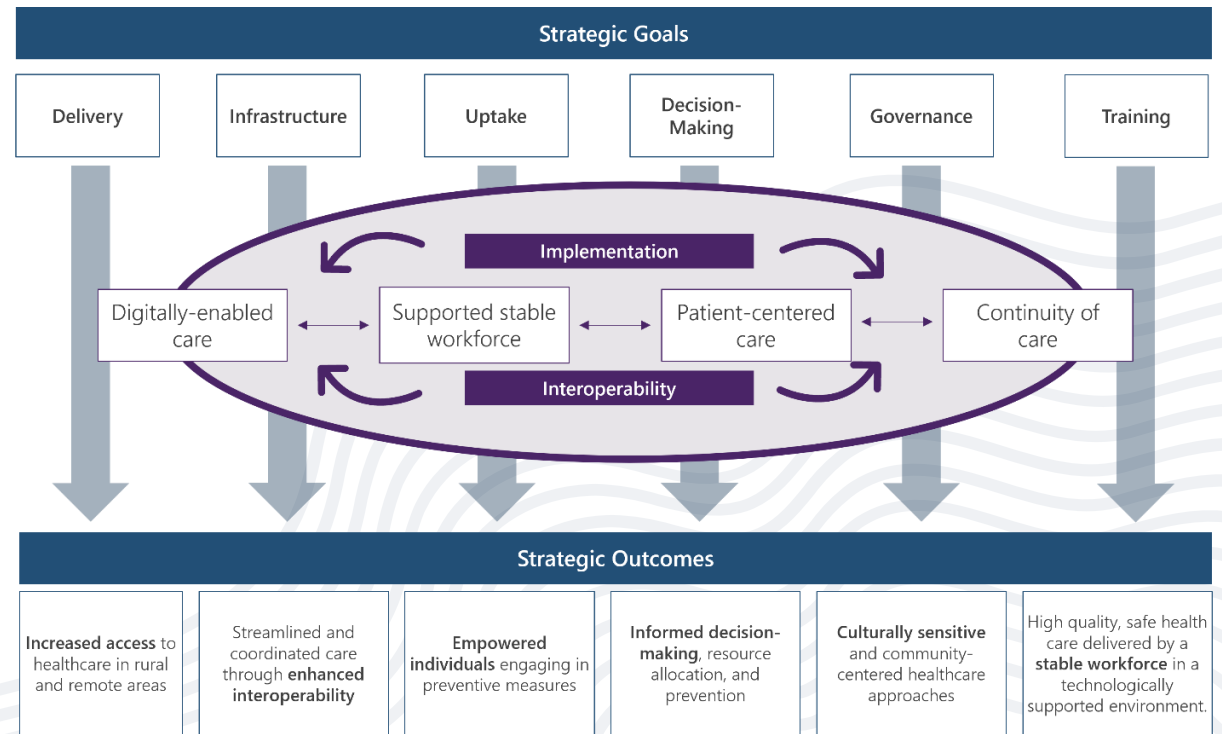 Strategic Goals
Delivery
Infrastructure
Uptake
Decision-
Making
Governance
Training
Implementation
Digitally-enabled
care
Supported stable
workforce
Patient-centered
care
Continuity of
care
Interoperability
Strategic Outcomes
Increased access to
healthcare in rural
and remote areas
Streamlined and
coordinated care
through enhanced
interoperability
Empowered
individuals engaging in
preventive measures
Informed decision-
making, resource
allocation, and
prevention
Culturally sensitive
and community-
centered healthcare
approaches
High quality, safe health
care delivered by a
stable workforce in a
technologically
supported environment.